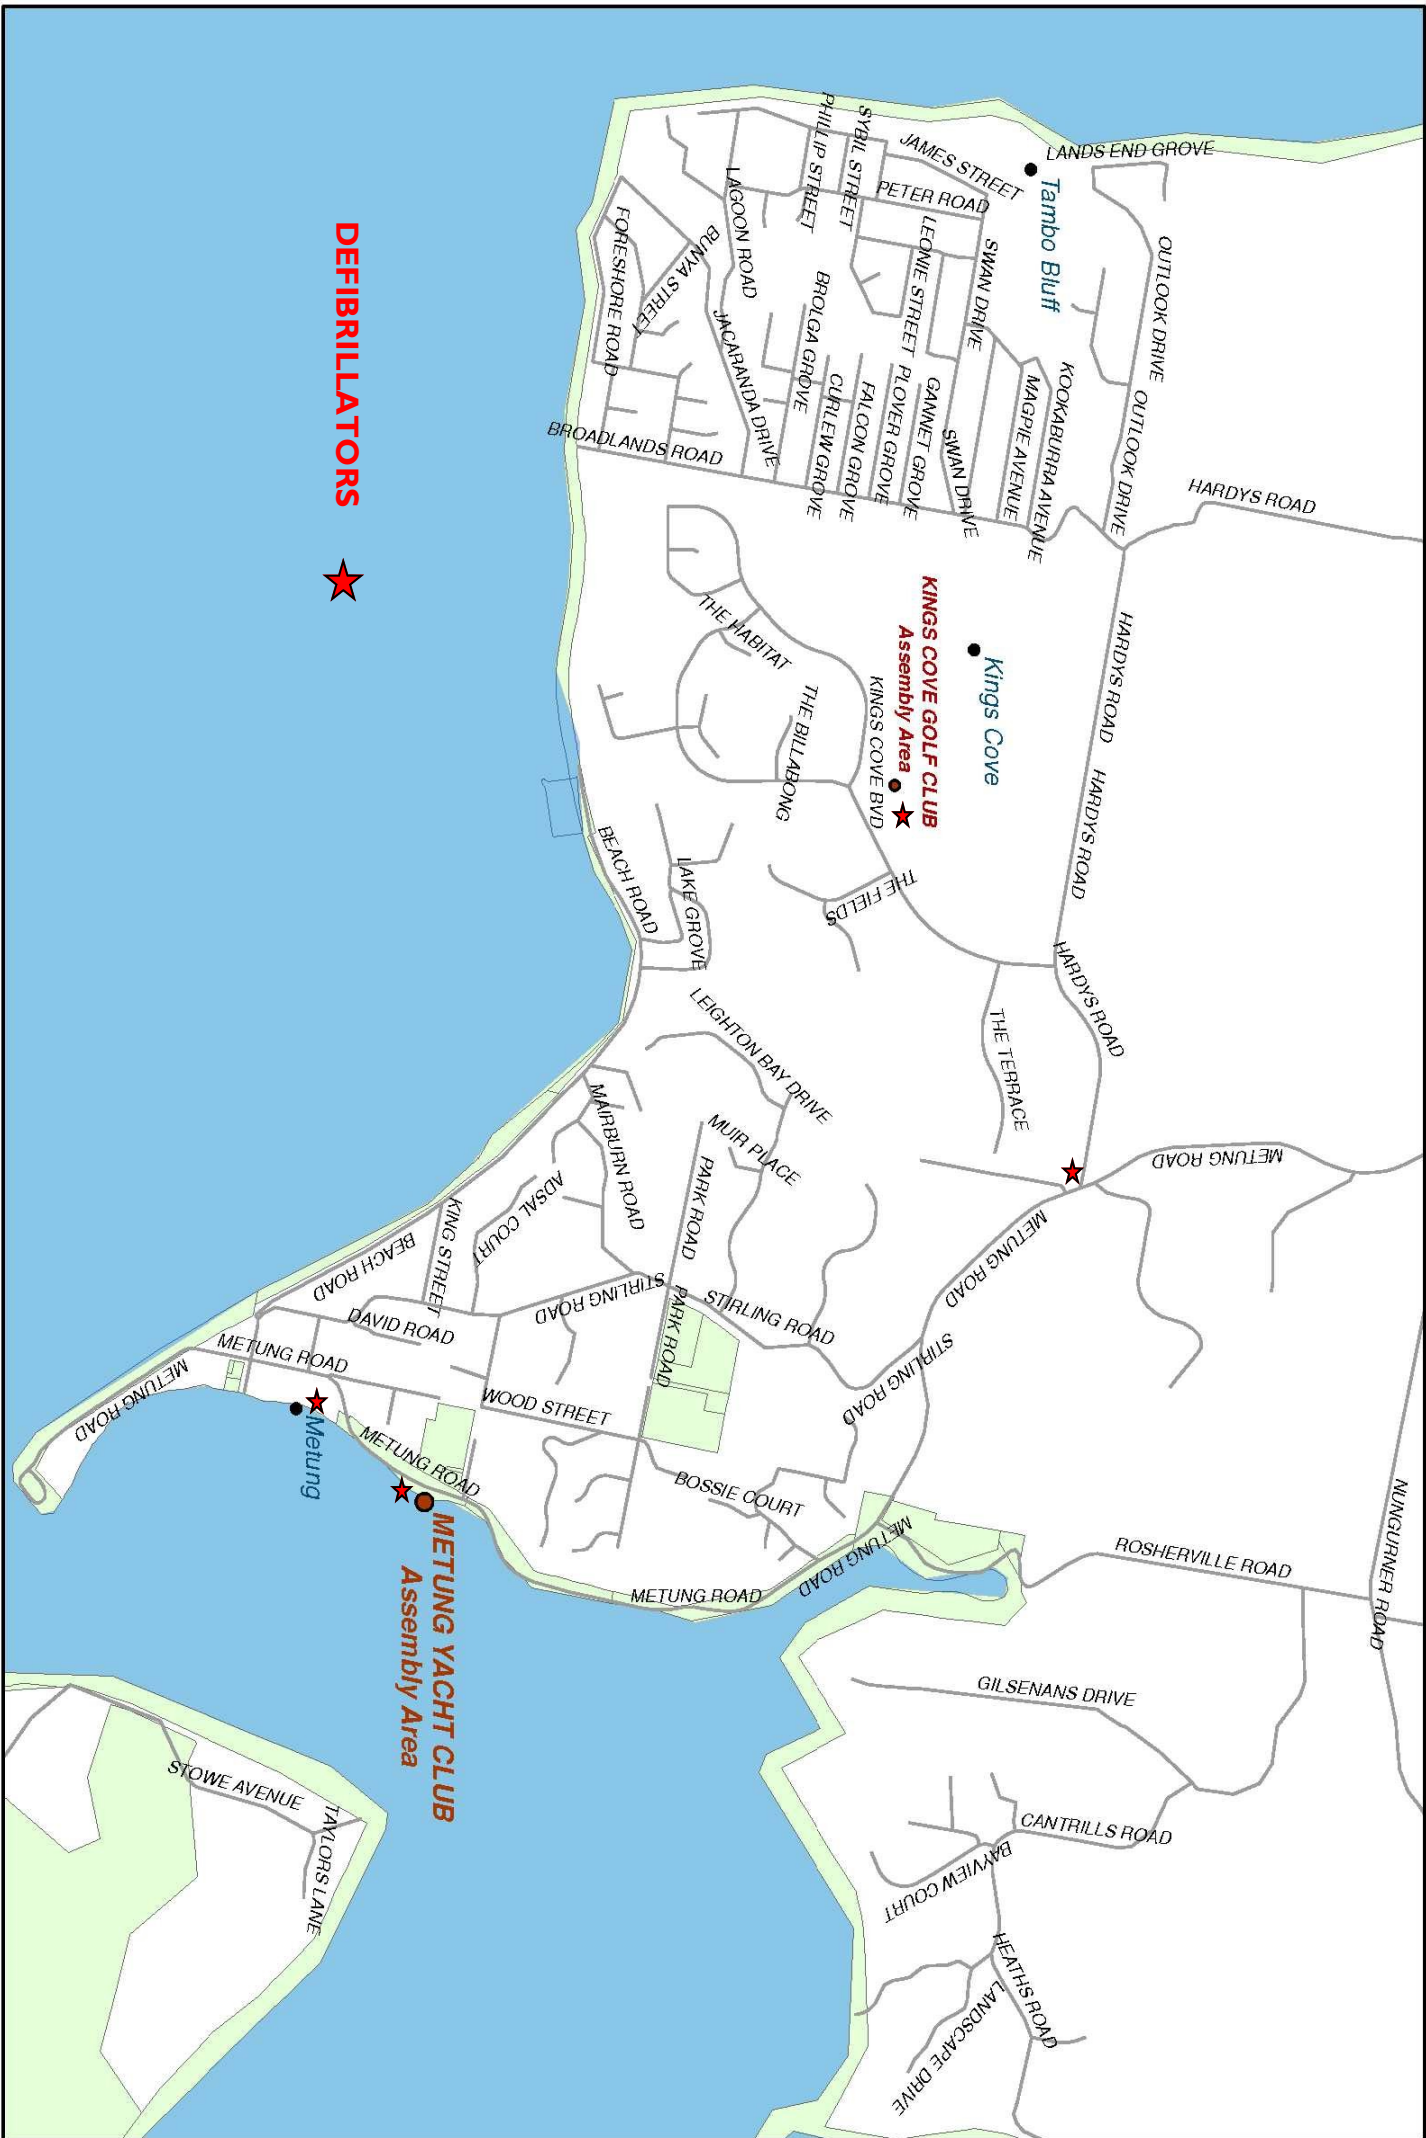 LANDS END GROVE
Tambo Bluff
JAMES STREET
SYBIL STREET
PHILLIP STREET
PETER ROAD
LAGOON ROAD
LEONIE STREET
SWAN DRIVE
OUTLOOK DRIVE
OUTLOOK DRIVE
BUNYA STREET
FORESHORE ROAD
JACARANDA DRIVE
BROLGA GROVE
CURLEW GROVE
FALCON GROVE
PLOVER GROVE
GANNET GROVE
SWAN DRIVE
MAGPIE AVENUE
KOOKABURRA AVENUE
BROADLANDS ROAD
HARDYS ROAD
DEFIBRILLATORS
KINGS COVE GOLF CLUB
Assembly Area
Kings Cove
HARDYS ROAD
HARDYS ROAD
HARDYS ROAD
THE HABITAT
THE BILLABONG
KINGS COVE BVD
THE FIELDS
THE TERRACE
BEACH ROAD
LAKE GROVE
LEIGHTON BAY DRIVE
MUIR PLACE
MAIRBURN ROAD
PARK ROAD
PARK ROAD
ADSAL COURT
KING STREET
BEACH ROAD
DAVID ROAD
STIRLING ROAD
STIRLING ROAD
STIRLING ROAD
METUNG ROAD
METUNG ROAD
METUNG ROAD
METUNG ROAD
WOOD STREET
BOSSIE COURT
Metung
METUNG ROAD
METUNG ROAD
METUNG ROAD
METUNG YACHT CLUB
Assembly Area
ROSHERVILLE ROAD
NUNGURNER ROAD
GILSENANS DRIVE
CANTRILLS ROAD
BAYVIEW COURT
HEATHS ROAD
LANDSCAPE DRIVE
STOWE AVENUE
TAYLORS LANE